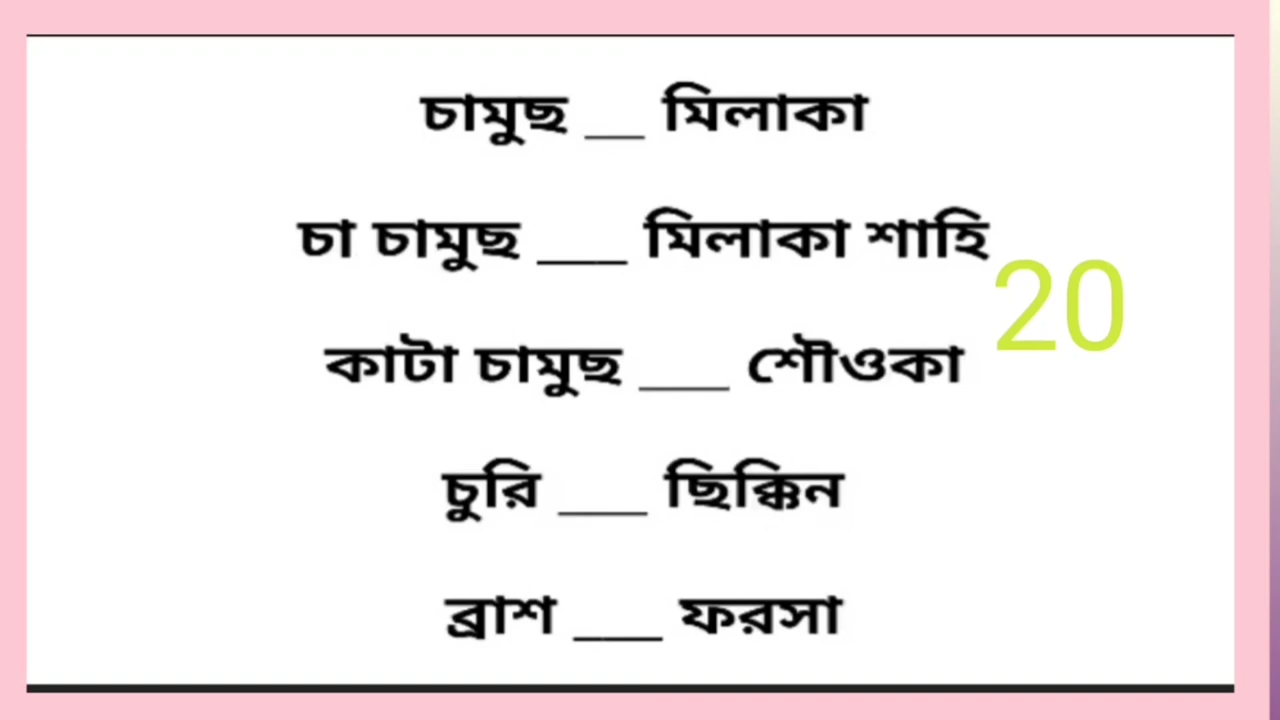 চামুছ __ মিলাকা
চা চামুছ ___ মিলাকা শাহি
20
কাটা চামুছ ___ শৌওকা
চুরি ___ ছিক্কিন
ব্রাশ ___ ফরসা